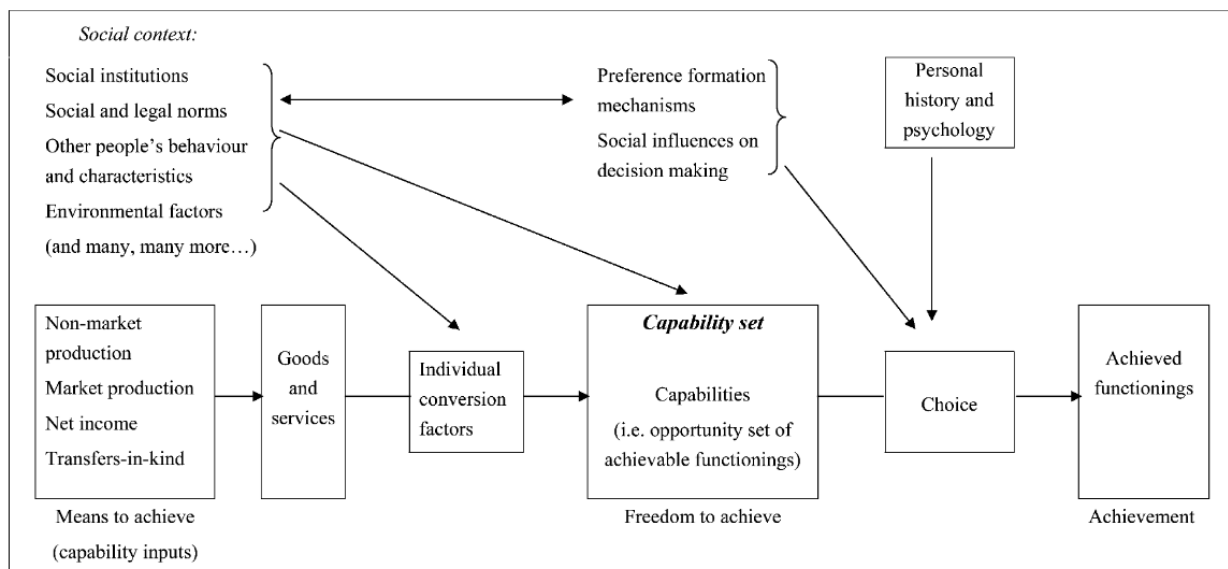 Social context:
Social institutions
Social and legal norms
Other people’s behaviour
and characteristics
Environmental factors
(and many, many more…)
Preference formation
mechanisms
Social influences on
decision making
Personal
history and
psychology
Non-market
production
Market production
Net income
Transfers-in-kind
Means to achieve
(capability inputs)
Goods
and
services
Individual
conversion
factors
Capability set
Capabilities
(i.e. opportunity set of
achievable functionings)
Freedom to achieve
Choice
Achieved
functionings
Achievement